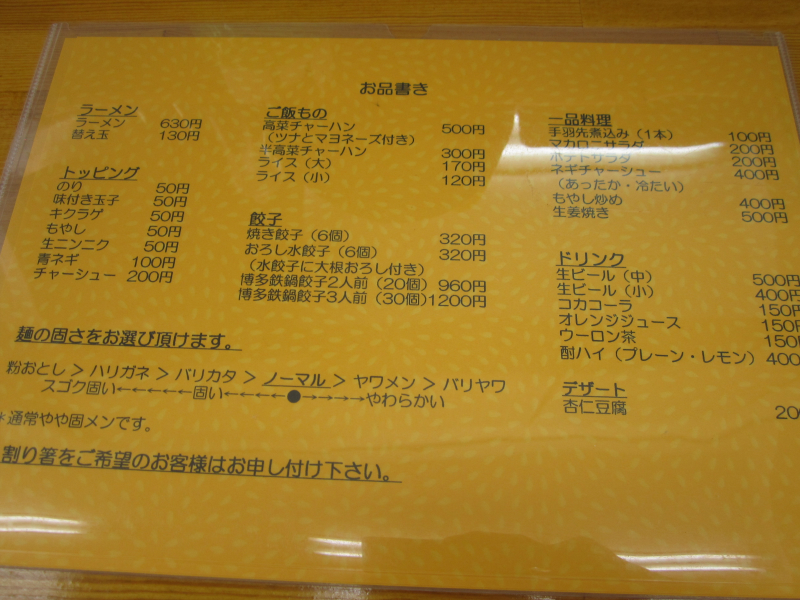 お品書き
ラーメン
ラーメン 630円
替え玉 130円
トッピング
のり 50円
味付き玉子 50円
キクラゲ 50円
もやし 50円
生ニンニク 50円
青ネギ 100円
チャーシュー 200円
ご飯もの
高菜チャーハン 500円
（ツナとマヨネーズ付き）
半高菜チャーハン 300円
ライス（大） 170円
ライス（小） 120円
餃子
焼き餃子（6個） 320円
おろし水餃子（6個） 320円
（水餃子に大根おろし付き）
博多鉄鍋餃子2人前（20個） 960円
博多鉄鍋餃子3人前（30個）1200円
一品料理
手羽先煮込み（1本） 100円
マカロニサラダ 200円
ポテトサラダ 200円
ネギチャーシュー 400円
（あったか・冷たい）
もやし炒め 400円
生姜焼き 500円
ドリンク
生ビール（中） 500円
生ビール（小） 400円
コカコーラ 150円
オレンジジュース 150円
ウーロン茶 150円
酎ハイ（プレーン・レモン） 400
デザート
杏仁豆腐 200
麺の固さをお選び頂けます。
粉おとし > ハリガネ > バリカタ > ノーマル > ヤワメン > バリヤワ
スゴク固い←←←←←固い←←←←●→→→→やわらかい
＊通常やや固メンです。
割り箸をご希望のお客様はお申し付け下さい。